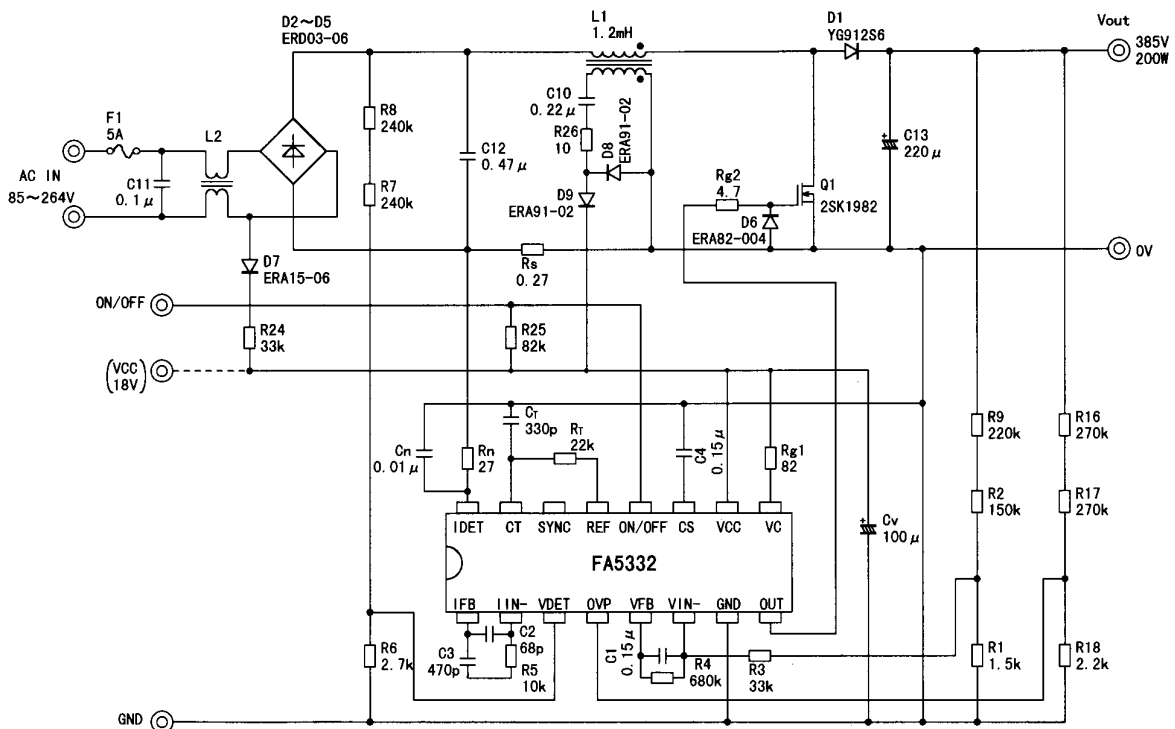 D2~D5
ERD03-06
L1
1.2mH
D1
YG912S6
Vout
385V
200W
F1
5A
L2
AC IN
85~264V
C11
0.1μ
R8
240k
R7
240k
C12
0.47μ
C10
0.22μ
R26
10
D8
ERA91-02
D9
ERA91-02
Rg2
4.7
Q1
2SK1982
D6
ERA82-004
C13
220μ
D7
ERA15-06
Rs
0.27
0V
ON/OFF
R24
33k
R25
82k
(VCC
18V)
CT
330p
RT
22k
Cn
0.01μ
Rn
27
C4
0.15μ
Rg1
82
R9
220k
R16
270k
R2
150k
R17
270k
Cv
100μ
IDET CT SYNC REF ON/OFF CS VCC VC
FA5332
IFB IIN- VDET OVP VFB VIN- GND OUT
R6
2.7k
C3
470p
C2
68p
R5
10k
C1
0.15μ
R4
680k
R3
33k
R1
1.5k
R18
2.2k
GND